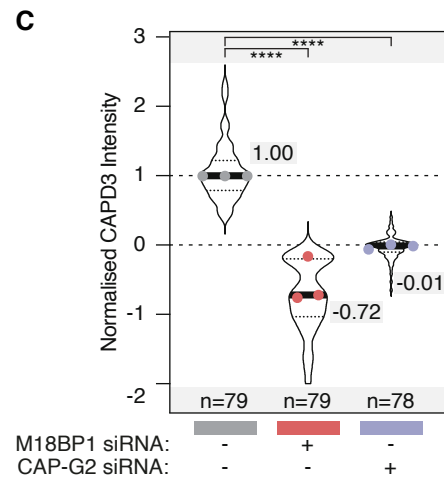 C
3
****
****
2
1.00
1
0
-0.01
-0.72
-1
-2
Normalised CAPD3 Intensity
n=79 n=79 n=78
M18BP1 siRNA: - + -
CAP-G2 siRNA: - - +